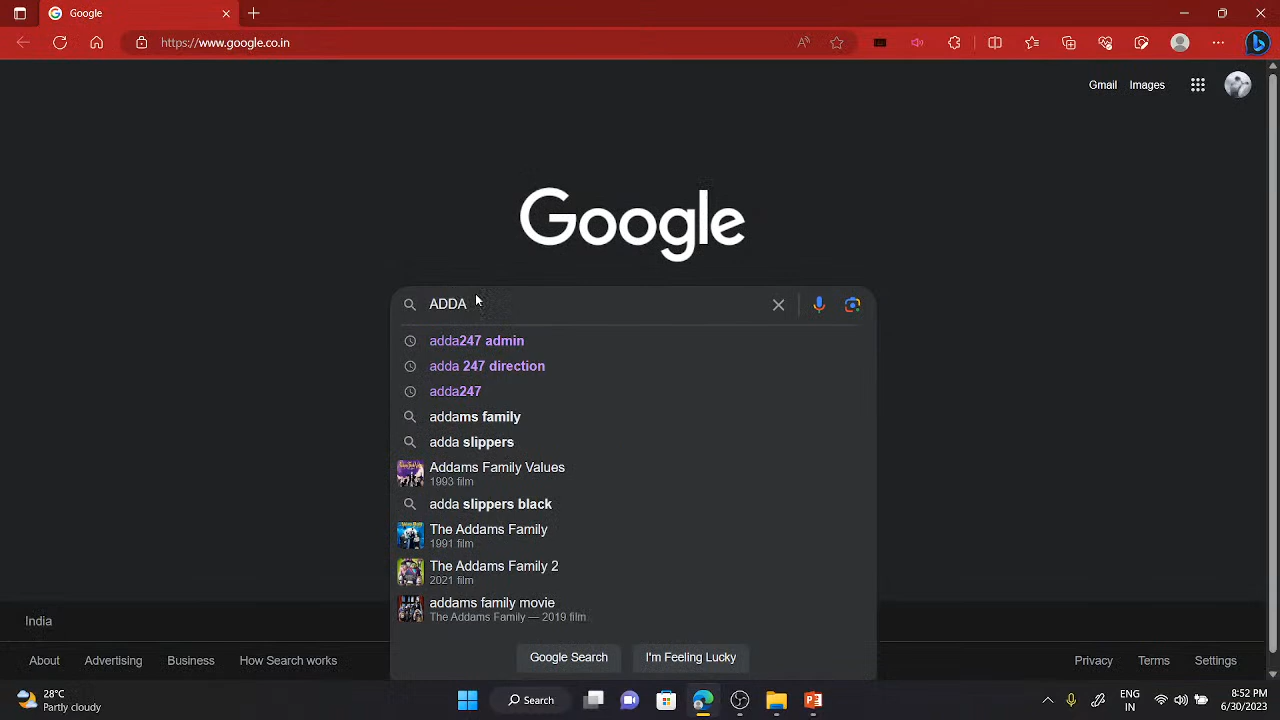 Google
https://www.google.co.in
Gmail Images
Google
ADDA
adda247 admin
adda 247 direction
adda247
addams family
adda slippers
Addams Family Values
1993 film
adda slippers black
The Addams Family
1991 film
The Addams Family 2
2021 film
addams family movie
The Addams Family — 2019 film
Google Search I'm Feeling Lucky
India
About Advertising Business How Search works Privacy Terms Settings
28°C
Partly cloudy
Search
ENG
IN
8:52 PM
6/30/2023